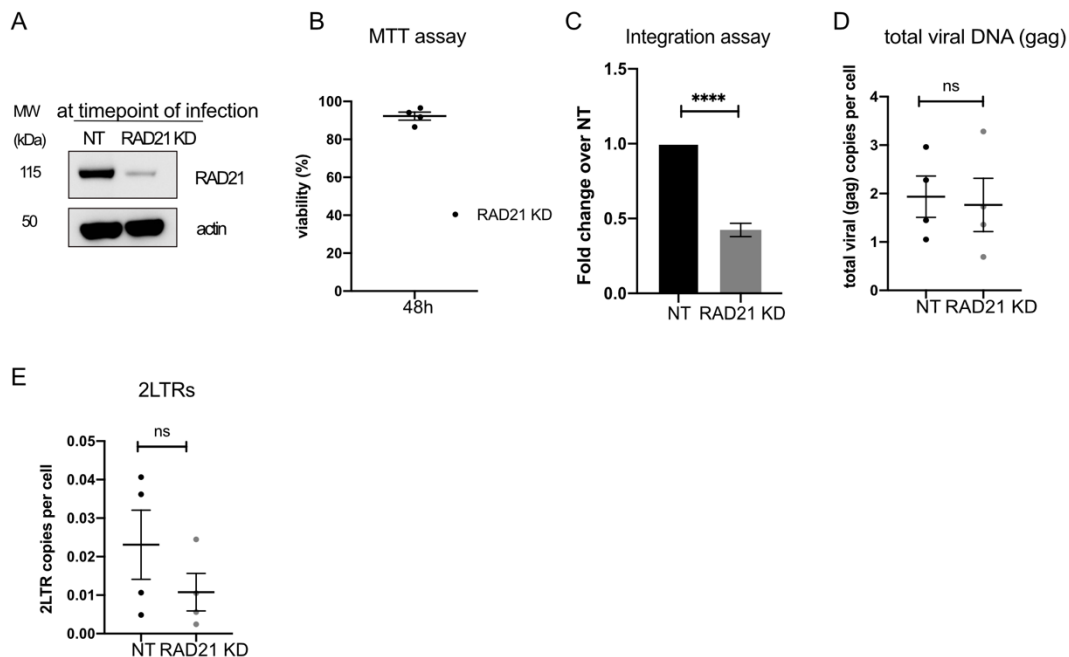 A
MW
(kDa)
at timepoint of infection
NT RAD21 KD
115
RAD21
50
actin
B
MTT assay
viability (%)
100
80
60
40
20
0
48h
RAD21 KD
C
Integration assay
Fold change over NT
1.5
1.0
0.5
0.0
****
NT RAD21 KD
D
total viral DNA (gag)
total viral (gag) copies per cell
4
3
2
1
0
ns
NT RAD21 KD
E
2LTRs
2LTR copies per cell
0.05
0.04
0.03
0.02
0.01
0.00
ns
NT RAD21 KD